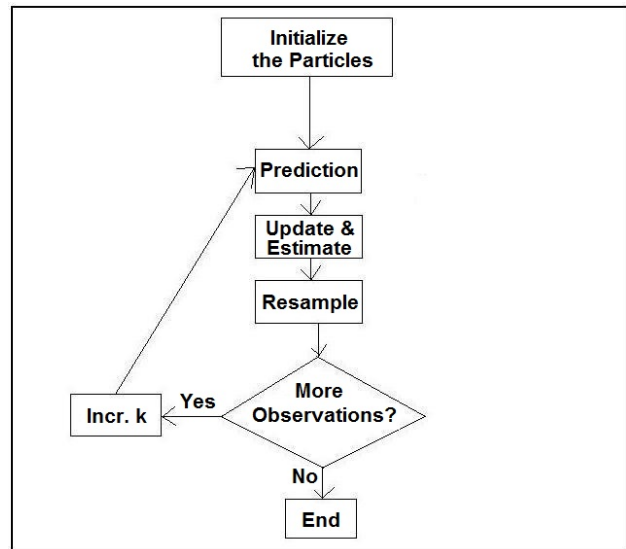 Initialize
the Particles
Prediction
Update &
Estimate
Resample
More
Observations?
Yes
Incr. k
No
End